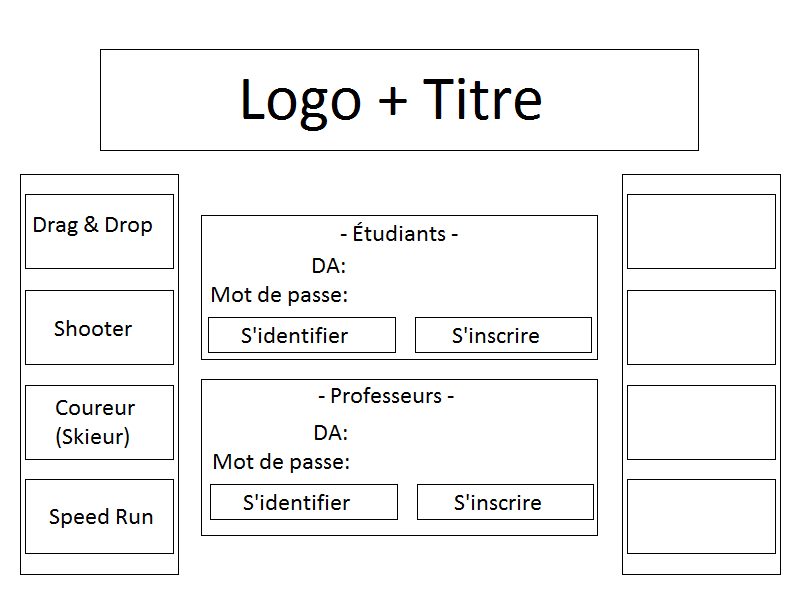 Logo + Titre
Drag & Drop
Shooter
Coureur
(Skieur)
Speed Run
- Étudiants -
DA:
Mot de passe:
S'identifier
S'inscrire
- Professeurs -
DA:
Mot de passe:
S'identifier
S'inscrire